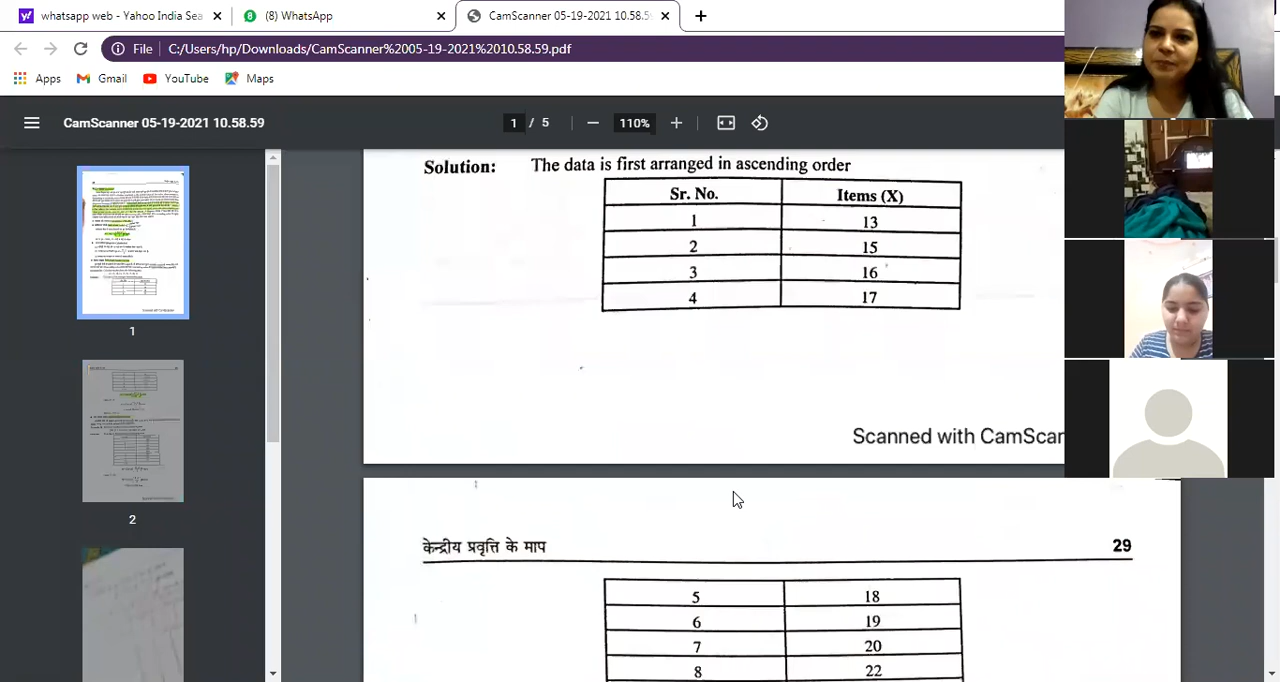 whatsapp web - Yahoo India Sea
(8) WhatsApp
CamScanner 05-19-2021 10.58.5
File C:/Users/hp/Downloads/CamScanner%2005-19-2021%2010.58.59.pdf
Apps Gmail YouTube Maps
CamScanner 05-19-2021 10.58.59
1 / 5
110%
Solution: The data is first arranged in ascending order
Sr. No. Items (X)
1 13
2 15
3 16
4 17
Scanned with CamScan
केन्द्रीय प्रवृत्ति के माप 29
5 18
6 19
7 20
8 22
1
2